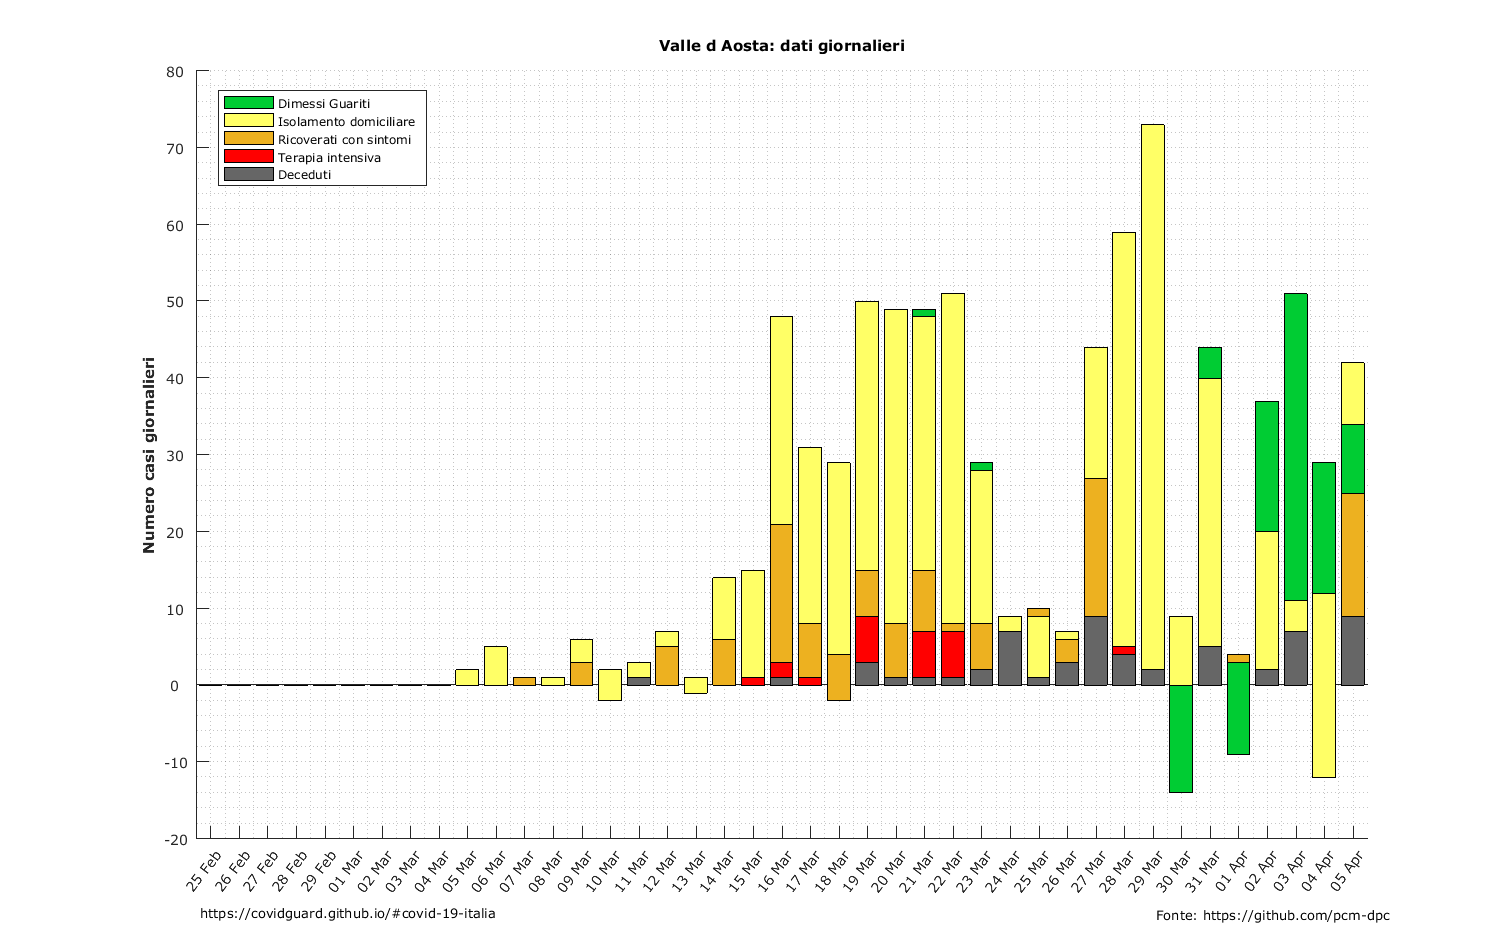 Valle d Aosta: dati giornalieri
80
70
60
50
40
30
20
10
0
-10
-20
Numero casi giornalieri
Dimessi Guariti
Isolamento domiciliare
Ricoverati con sintomi
Terapia intensiva
Deceduti
25 Feb
26 Feb
27 Feb
28 Feb
29 Feb
01 Mar
02 Mar
03 Mar
04 Mar
05 Mar
06 Mar
07 Mar
08 Mar
09 Mar
10 Mar
11 Mar
12 Mar
13 Mar
14 Mar
15 Mar
16 Mar
17 Mar
18 Mar
19 Mar
20 Mar
21 Mar
22 Mar
23 Mar
24 Mar
25 Mar
26 Mar
27 Mar
28 Mar
29 Mar
30 Mar
31 Mar
01 Apr
02 Apr
03 Apr
04 Apr
05 Apr
https://covidguard.github.io/#covid-19-italia
Fonte: https://github.com/pcm-dpc